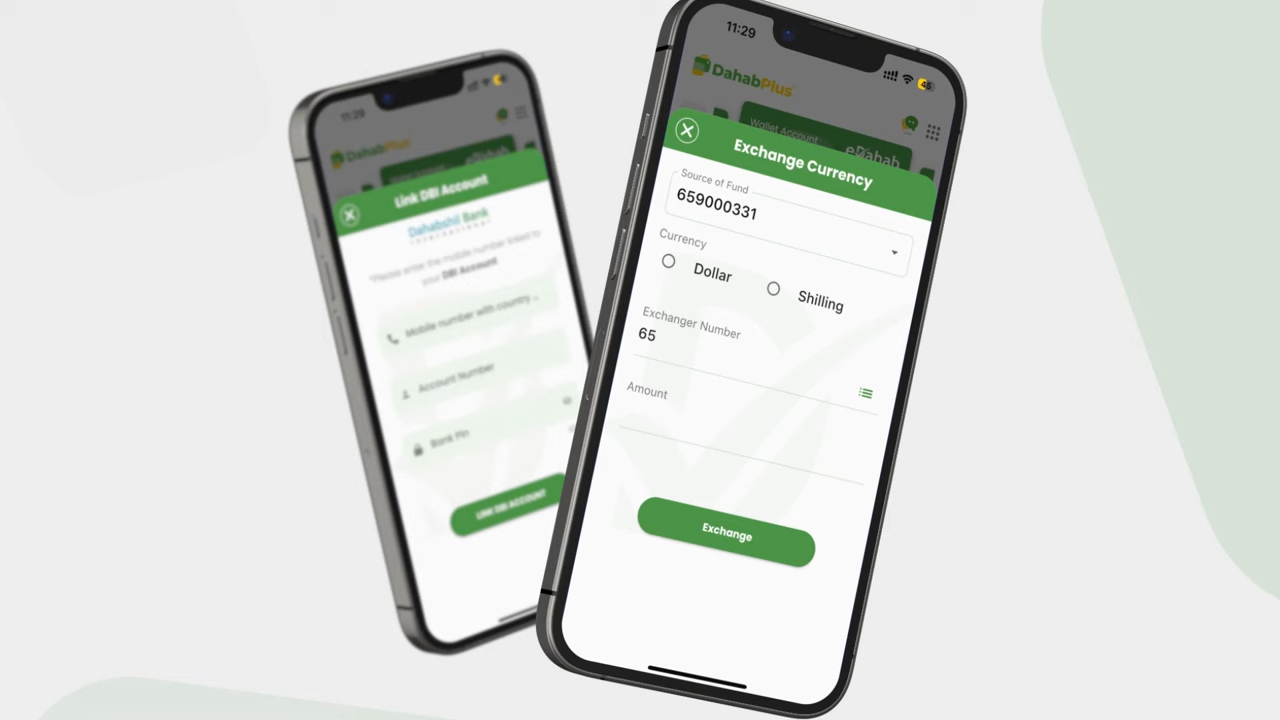 11:29
DahabPlus
eDahab
Link DBI Account
Dahabshil Bank
International
*Please enter the mobile number linked to
your DBI Account
Mobile number with country ..
Account Number
Bank Pin
LINK DBI ACCOUNT
11:29
45
DahabPlus
Wallet Account
eDahab
Exchange Currency
Source of Fund
659000331
Currency
Dollar
Shilling
Exchanger Number
65
Amount
Exchange